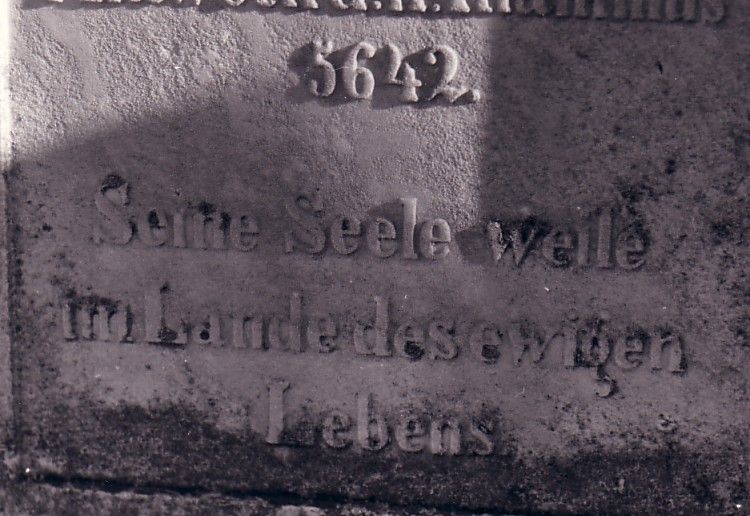 5642.
Seine Seele weile
im Lande des ewigen
Lebens